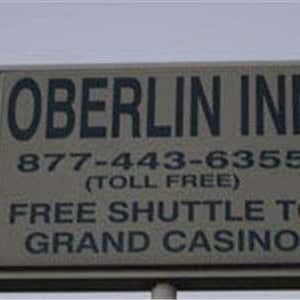 OBERLIN INN
877-443-6355
(TOLL FREE)
FREE SHUTTLE TO
GRAND CASINO